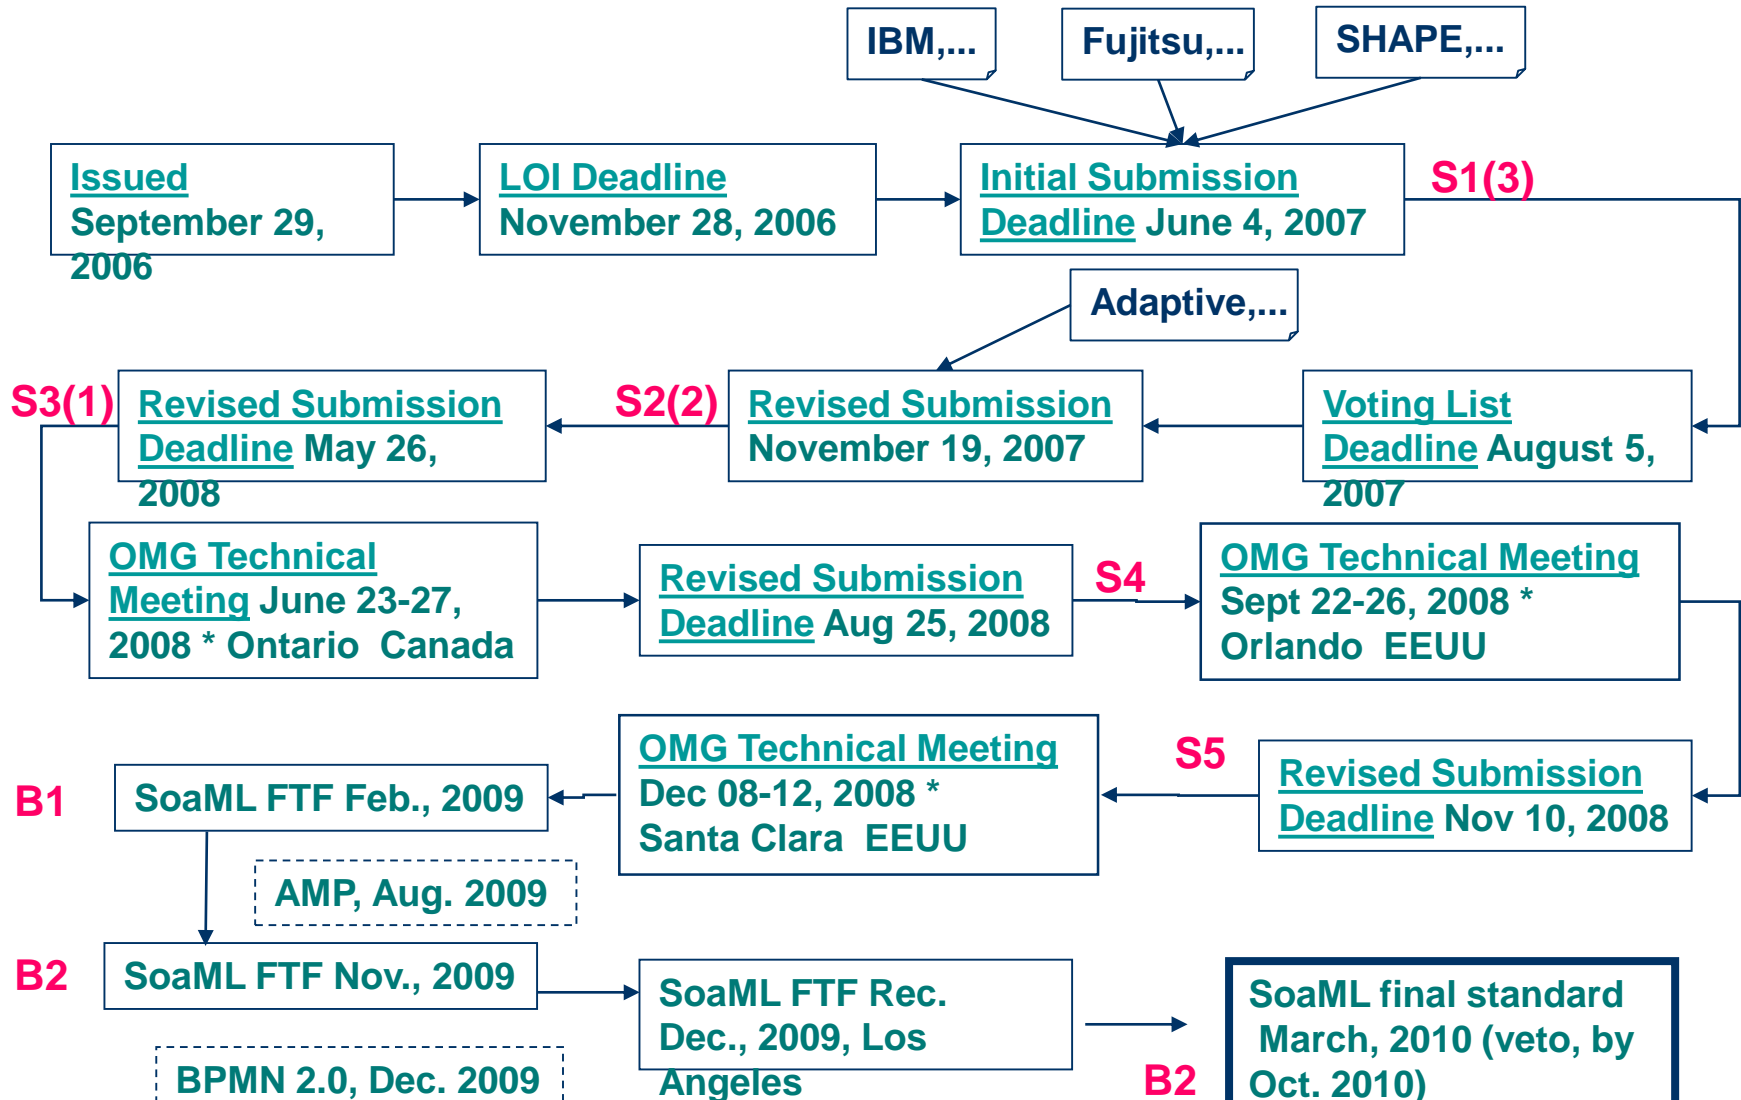 IBM,...
Fujitsu,...
SHAPE,...
Issued
September 29,
2006
LOI Deadline
November 28, 2006
Initial Submission
Deadline June 4, 2007
S1(3)
Adaptive,...
S3(1)
Revised Submission
Deadline May 26,
2008
S2(2)
Revised Submission
November 19, 2007
Voting List
Deadline August 5,
2007
OMG Technical
Meeting June 23-27,
2008 * Ontario Canada
Revised Submission
Deadline Aug 25, 2008
S4
OMG Technical Meeting
Sept 22-26, 2008 *
Orlando EEUU
B1
SoaML FTF Feb., 2009
OMG Technical Meeting
Dec 08-12, 2008 *
Santa Clara EEUU
S5
Revised Submission
Deadline Nov 10, 2008
AMP, Aug. 2009
B2
SoaML FTF Nov., 2009
SoaML FTF Rec.
Dec., 2009, Los
Angeles
B2
SoaML final standard
March, 2010 (veto, by
Oct. 2010)
BPMN 2.0, Dec. 2009